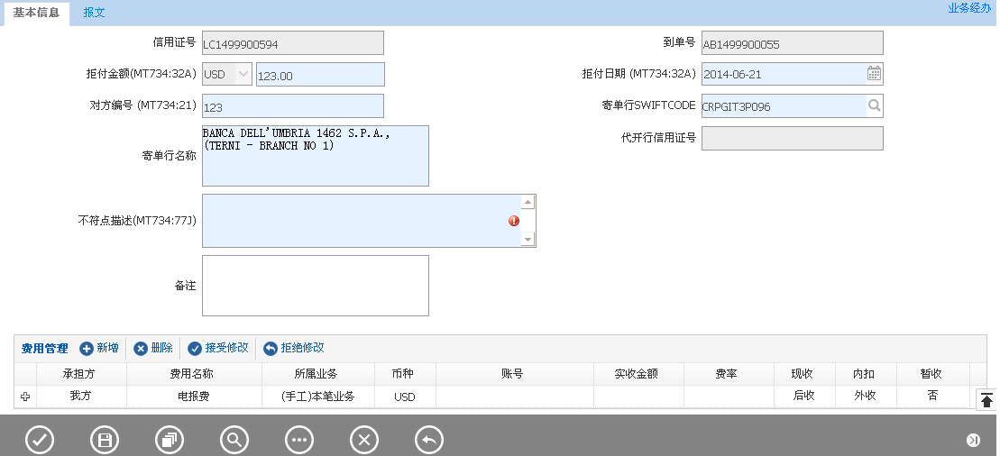 基本信息 报文 业务经办
信用证号 LC1499900594 到单号 AB1499900055
拒付金额(MT734:32A) USD 123.00 拒付日期 (MT734:32A) 2014-06-21
对方编号 (MT734:21) 123 寄单行SWIFTCODE CRPGIT3P096
寄单行名称 BANCA DELL'UMBRIA 1462 S.P.A.,
(TERNI - BRANCH NO 1)
代开行信用证号
不符点描述(MT734:77J)
备注
费用管理 新增 删除 接受修改 拒绝修改
承担方 费用名称 所属业务 币种 账号 实收金额 费率 现收 内扣 暂收
我方 电报费 (手工)本笔业务 USD 后收 外收 否